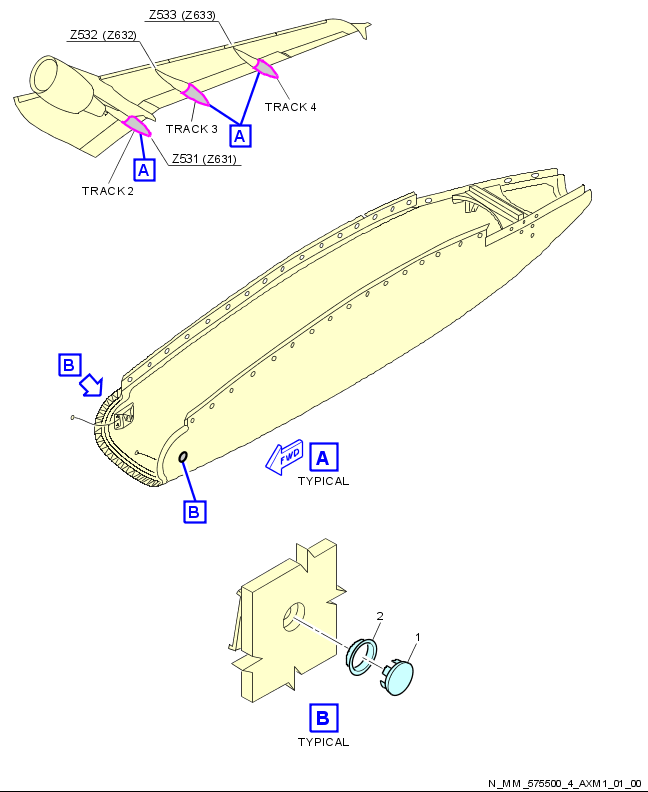 Z533 (Z633)
Z532 (Z632)
TRACK 4
TRACK 3
A
Z531 (Z631)
A
TRACK 2
B
FWD
A
TYPICAL
B
2
1
B
TYPICAL
N_MM_575500_4_AXM1_01_00